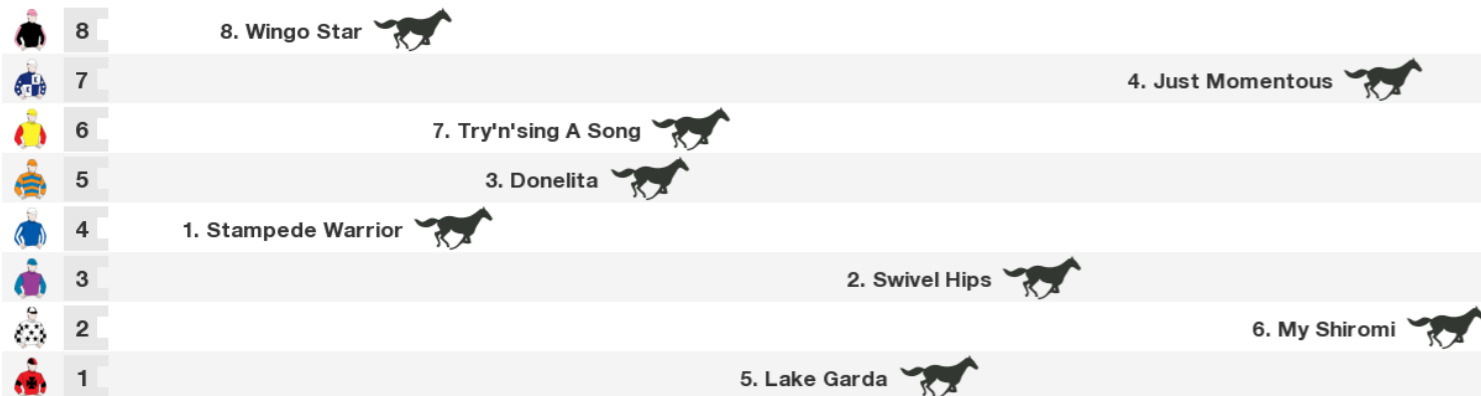 8 8. Wingo Star
7 4. Just Momentous
6 7. Try'n'sing A Song
5 3. Donelita
4 1. Stampede Warrior
3 2. Swivel Hips
2 6. My Shiromi
1 5. Lake Garda